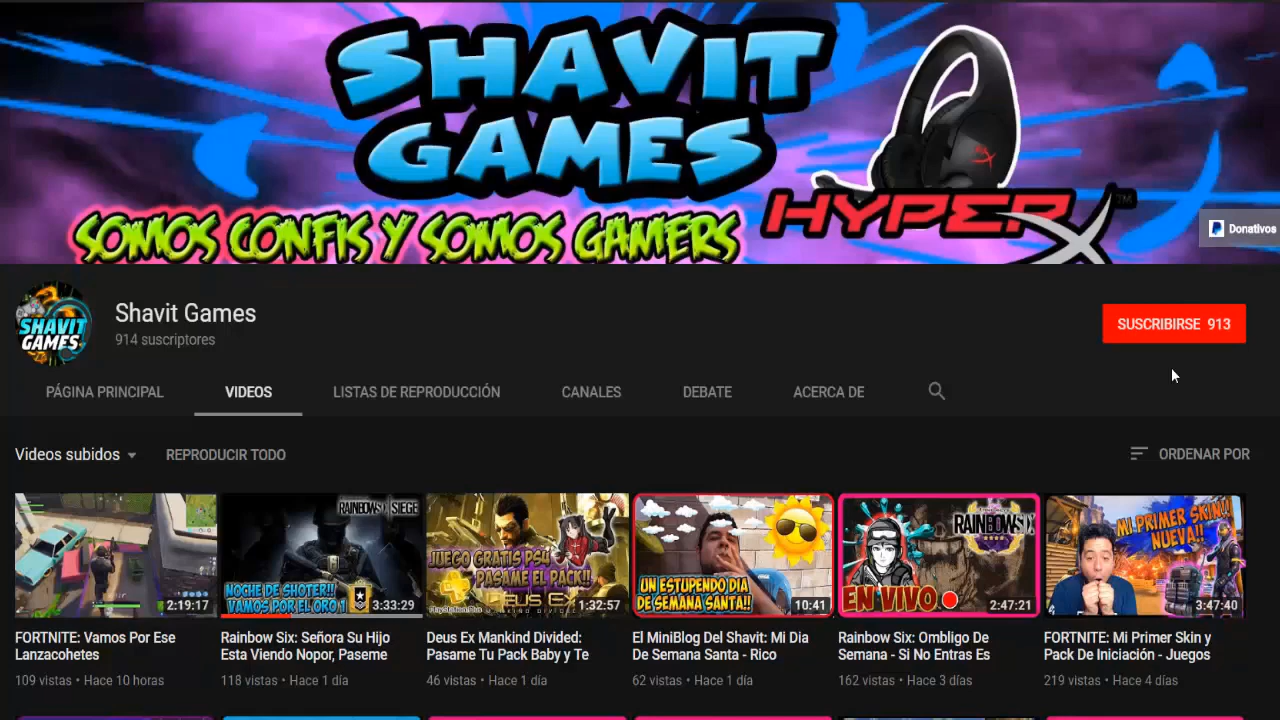 SHAVIT
GAMES
HYPERX™
SOMOS CONFIS Y SOMOS GAMERS
Donativos
SHAVIT
GAMES
Shavit Games
914 suscriptores
SUSCRIBIRSE 913
PÁGINA PRINCIPAL VIDEOS LISTAS DE REPRODUCCIÓN CANALES DEBATE ACERCA DE
Videos subidos REPRODUCIR TODO ORDENAR POR
2:19:17
FORTNITE: Vamos Por Ese
Lanzacohetes
109 vistas • Hace 10 horas
RAINBOW SIX SIEGE
NOCHE DE SHOTER!!
VAMOS POR EL ORO 1
3:33:29
Rainbow Six: Señora Su Hijo
Esta Viendo Nopor, Paseme
118 vistas • Hace 1 día
JUEGO GRATIS PS4
PASAME EL PACK!!
DEUS EX
1:32:57
Deus Ex Mankind Divided:
Pasame Tu Pack Baby y Te
46 vistas • Hace 1 día
UN ESTUPENDO DIA
DE SEMANA SANTA!!
10:41
El MiniBlog Del Shavit: Mi Dia
De Semana Santa - Rico
62 vistas • Hace 1 día
RAINBOW SIX
EN VIVO
2:47:21
Rainbow Six: Ombligo De
Semana - Si No Entras Es
162 vistas • Hace 3 días
MI PRIMER SKIN!!
NUEVA!!
3:47:40
FORTNITE: Mi Primer Skin y
Pack De Iniciación - Juegos
219 vistas • Hace 4 días